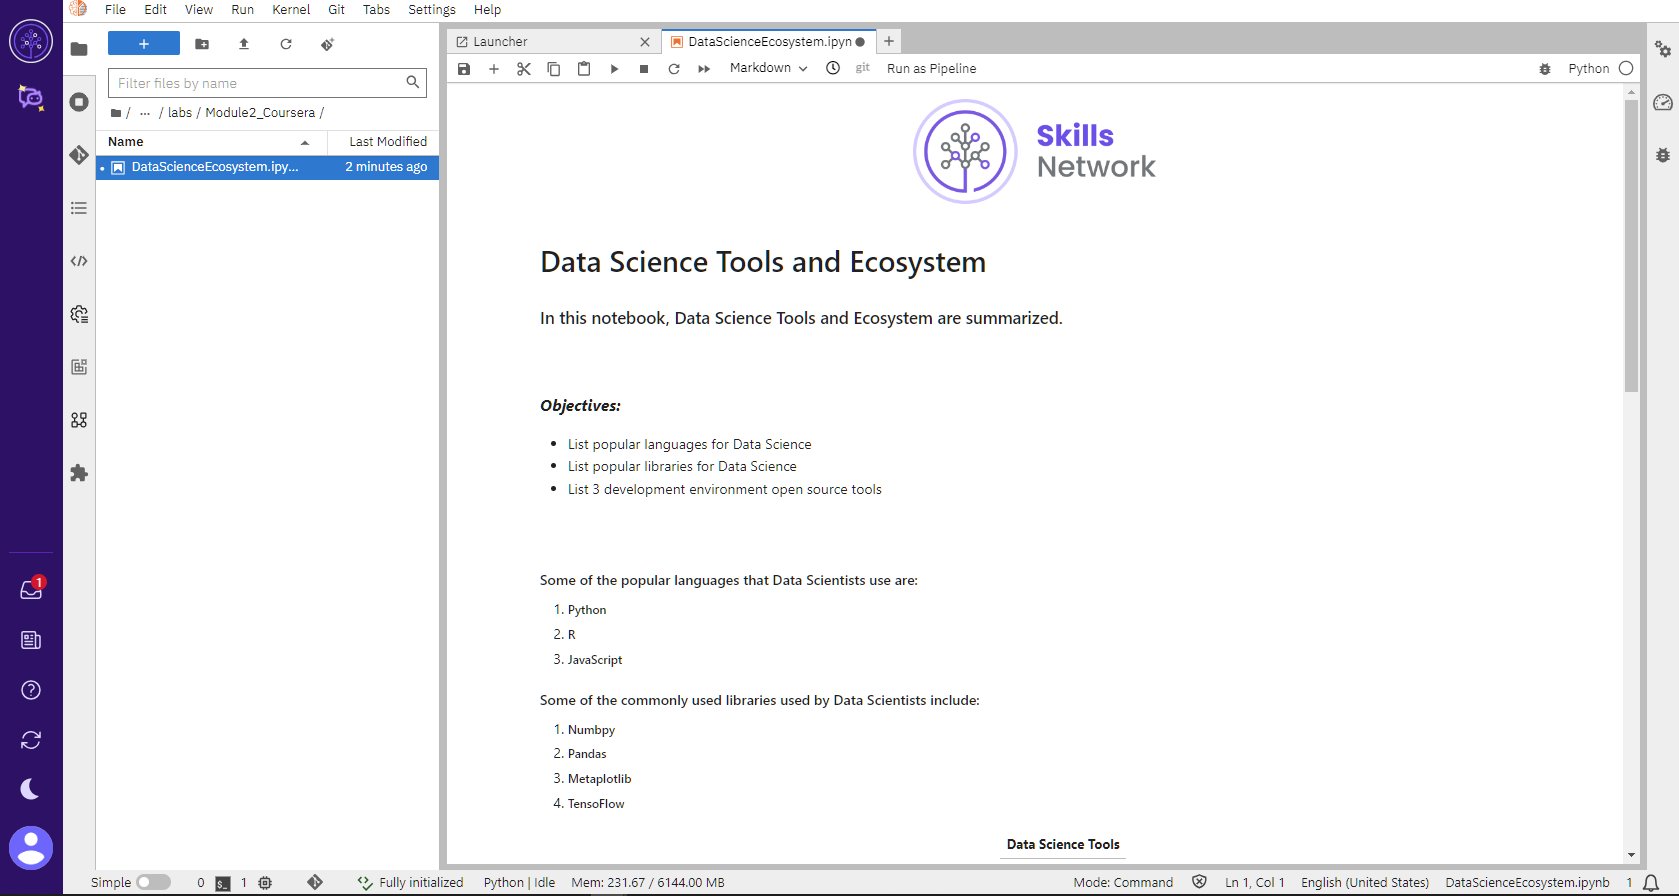 File Edit View Run Kernel Git Tabs Settings Help
Launcher
DataScienceEcosystem.ipyn
Markdown
git
Run as Pipeline
Python
Filter files by name
/ ... / labs / Module2_Coursera /
Name Last Modified
DataScienceEcosystem.ipy... 2 minutes ago
Skills
Network
Data Science Tools and Ecosystem
In this notebook, Data Science Tools and Ecosystem are summarized.
Objectives:
• List popular languages for Data Science
• List popular libraries for Data Science
• List 3 development environment open source tools
Some of the popular languages that Data Scientists use are:
1. Python
2. R
3. JavaScript
Some of the commonly used libraries used by Data Scientists include:
1. Numbpy
2. Pandas
3. Metaplotlib
4. TensoFlow
Data Science Tools
1
Simple 0 $_ 1 Fully initialized Python | Idle Mem: 231.67 / 6144.00 MB Mode: Command Ln 1, Col 1 English (United States) DataScienceEcosystem.ipynb 1